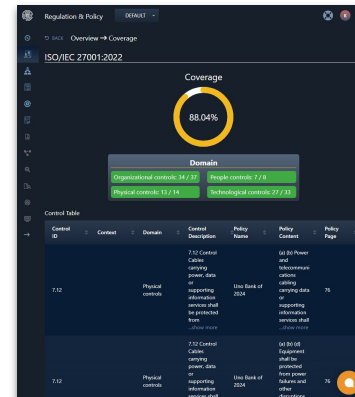 Regulation & Policy DEFAULT K
BACK Overview → Coverage
ISO/IEC 27001:2022
Coverage
88.04%
Domain
Organizational controls: 34 / 37 People controls: 7 / 8
Physical controls: 13 / 14 Technological controls: 27 / 33
Control Table
Control ID Context Domain Control Description Policy Name Policy Content Policy Page
7.12 Control
Cables
carrying
power, data
or
supporting
information
services shall
be protected
from
...show more
7.12
Physical
controls
Uno Bank of
2024
(a) (b) Power
and
telecommuni
cations
cabling
carrying data
or
supporting
information
services shall
...show more
76
7.12 Control
Cables
carrying
power, data
or
supporting
information
services shall
7.12
Physical
controls
Uno Bank of
2024
(a) (b) (d)
Equipment
shall be
protected
from power
failures and
other
disruptions
76